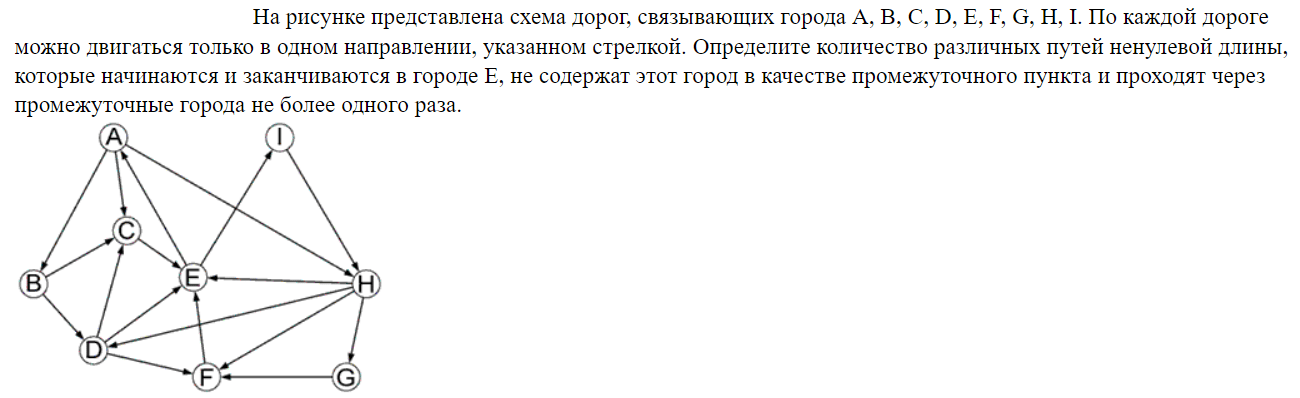 На рисунке представлена схема дорог, связывающих города A, B, C, D, E, F, G, H, I. По каждой дороге
можно двигаться только в одном направлении, указанном стрелкой. Определите количество различных путей ненулевой длины,
которые начинаются и заканчиваются в городе E, не содержат этот город в качестве промежуточного пункта и проходят через
промежуточные города не более одного раза.
A
I
C
B
E
H
D
F
G